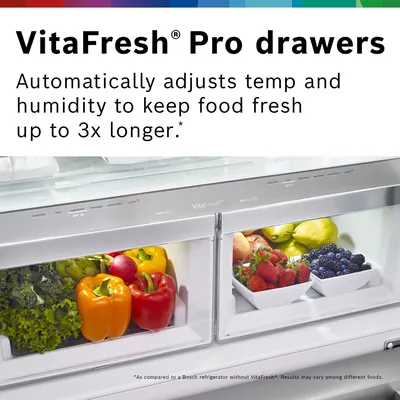 VitaFresh® Pro drawers
Automatically adjusts temp and
humidity to keep food fresh
up to 3x longer.*
VitaFresh
*As compared to a Bosch refrigerator without VitaFresh®. Results may vary among different foods.